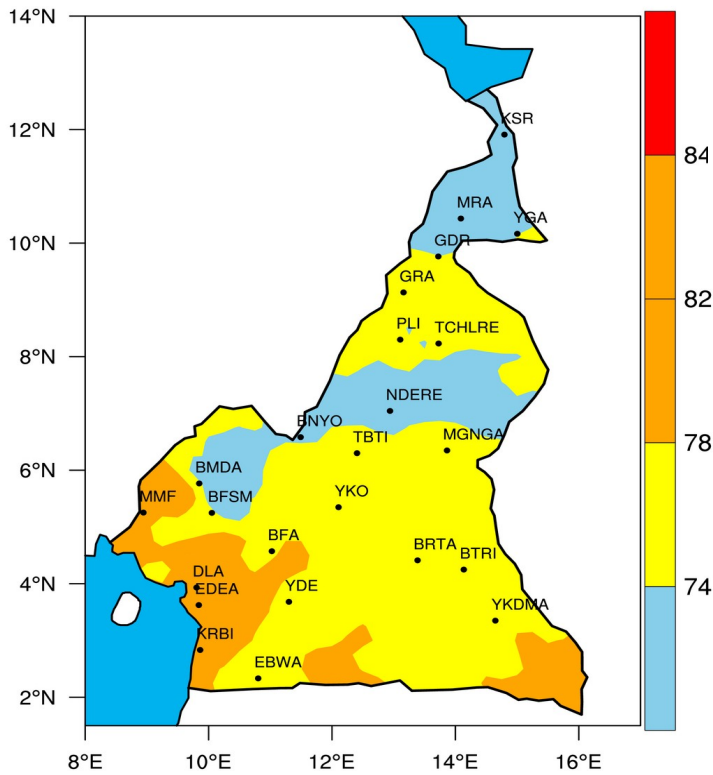 14°N
12°N
10°N
8°N
6°N
4°N
2°N
8°E
10°E
12°E
14°E
16°E
KSR
MRA
YGA
GDR
GRA
PLI
TCHLRE
NDERE
BNYO
TBTI
MGNGA
BMDA
MMF
BFSM
YKO
BFA
BRTA
BTRI
DLA
EDEA
YDE
YKDMA
KRBI
EBWA
84
82
78
74